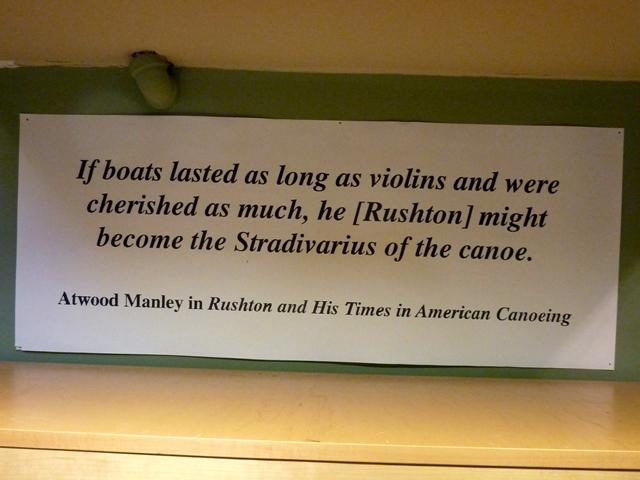 If boats lasted as long as violins and were
cherished as much, he [Rushton] might
become the Stradivarius of the canoe.
Atwood Manley in Rushton and His Times in American Canoeing